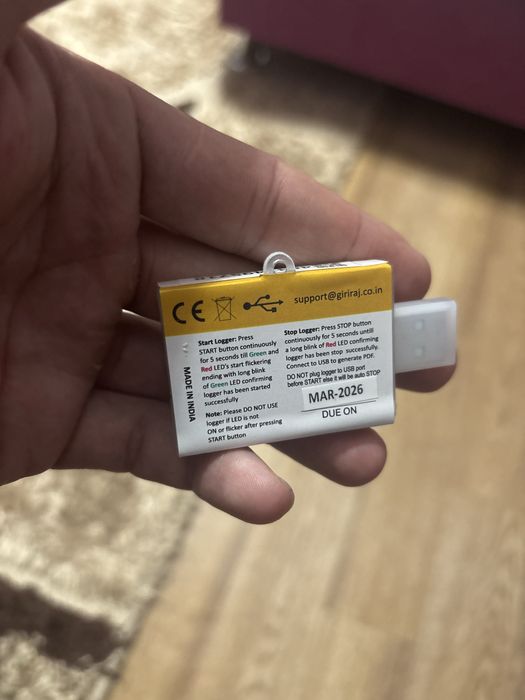 CE
support@giriraj.co.in
MADE IN INDIA
Start Logger: Press
START button continuously
for 5 seconds till Green and
Red LED's start flickering
ending with long blink
of Green LED confirming
logger has been started
successfully
Note: Please DO NOT USE
logger if LED is not
ON or flicker after pressing
START button
Stop Logger: Press STOP button
continuously for 5 seconds untill
a long blink of Red LED confirming
logger has been stop successfully.
Connect to USB to generate PDF.
DO NOT plug logger to USB port
before START else it will be auto STOP
MAR-2026
DUE ON